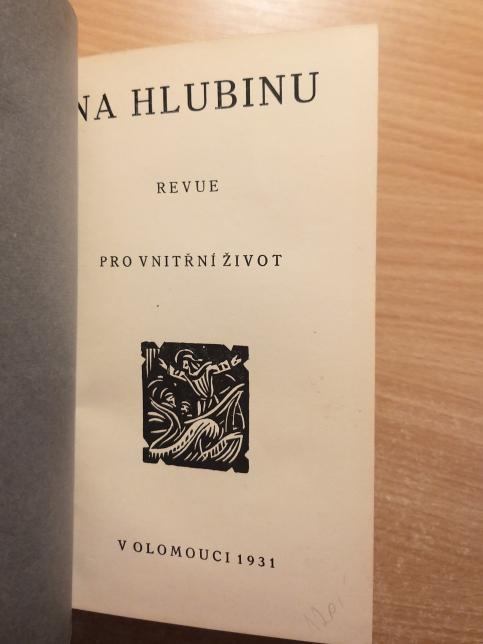 NA HLUBINU
REVUE
PRO VNITŘNÍ ŽIVOT
V OLOMOUCI 1931